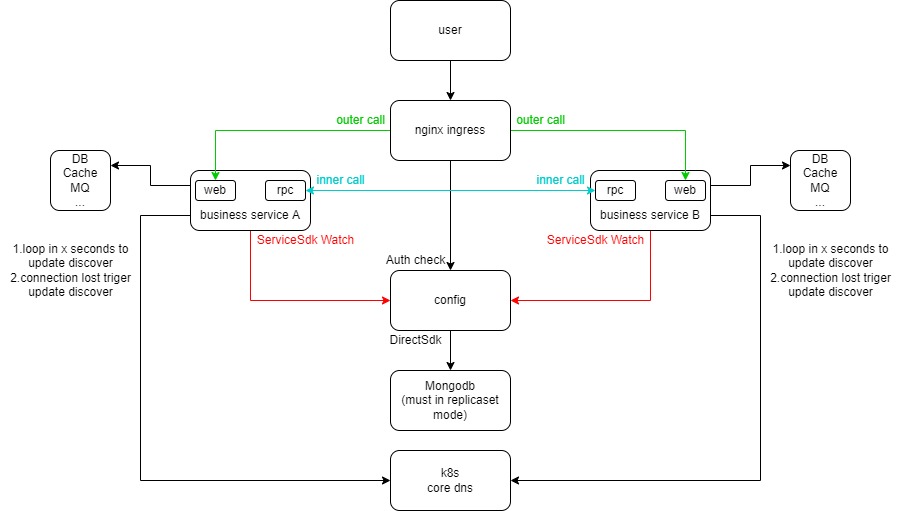 user
nginx ingress
outer call
outer call
DB
Cache
MQ
...
web
rpc
business service A
inner call
inner call
rpc
web
business service B
DB
Cache
MQ
...
ServiceSdk Watch
ServiceSdk Watch
1.loop in x seconds to
update discover
2.connection lost triger
update discover
1.loop in x seconds to
update discover
2.connection lost triger
update discover
Auth check
config
DirectSdk
Mongodb
(must in replicaset
mode)
k8s
core dns